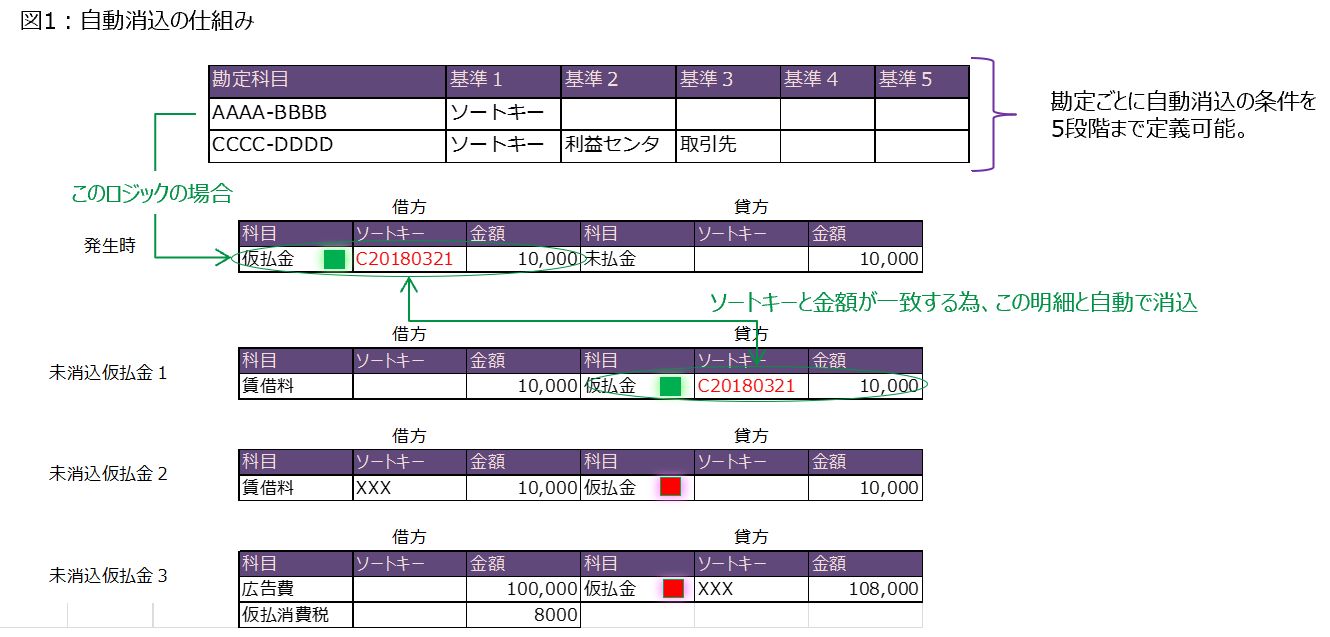 図1：自動消込の仕組み
勘定科目 基準１ 基準２ 基準３ 基準４ 基準５
AAAA-BBBB ソートキー
CCCC-DDDD ソートキー 利益センタ 取引先
勘定ごとに自動消込の条件を
5段階まで定義可能。
このロジックの場合
借方 貸方
科目 ソートキー 金額 科目 ソートキー 金額
発生時 仮払金 C20180321 10,000 未払金 10,000
ソートキーと金額が一致する為、この明細と自動で消込
借方 貸方
科目 ソートキー 金額 科目 ソートキー 金額
未消込仮払金１ 賃借料 10,000 仮払金 C20180321 10,000
借方 貸方
科目 ソートキー 金額 科目 ソートキー 金額
未消込仮払金２ 賃借料 XXX 10,000 仮払金 10,000
借方 貸方
科目 ソートキー 金額 科目 ソートキー 金額
未消込仮払金３ 広告費 100,000 仮払金 XXX 108,000
仮払消費税 8000